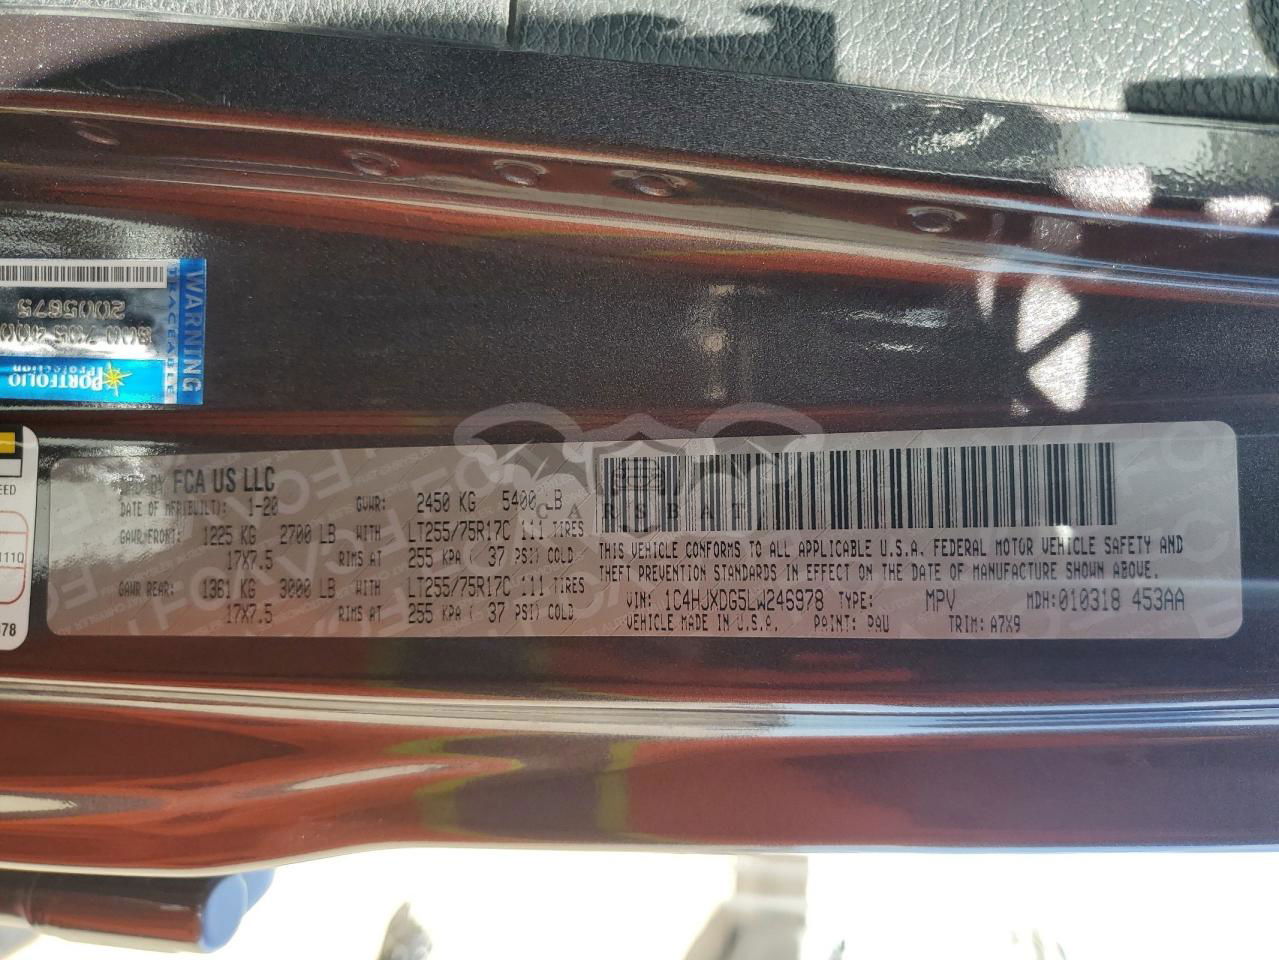 WARNING
TRACEABLE
2005675
PORTFOLIO
Protection
MFD BY FCA US LLC
DATE OF MFR(BUILT): 1-20 GVWR: 2450 KG 5400 LB
GAWR FRONT: 1225 KG 2700 LB WITH LT255/75R17C 111 TIRES
17X7.5 RIMS AT 255 KPA ( 37 PSI) COLD
GAWR REAR: 1361 KG 3000 LB WITH LT255/75R17C 111 TIRES
17X7.5 RIMS AT 255 KPA ( 37 PSI) COLD
THIS VEHICLE CONFORMS TO ALL APPLICABLE U.S.A. FEDERAL MOTOR VEHICLE SAFETY AND
THEFT PREVENTION STANDARDS IN EFFECT ON THE DATE OF MANUFACTURE SHOWN ABOVE.
VIN: 1C4HJXDG5LW246978 TYPE: MPV MDH:010318 453AA
VEHICLE MADE IN U.S.A. PAINT: PAU TRIM: A7X9
CARSBAT